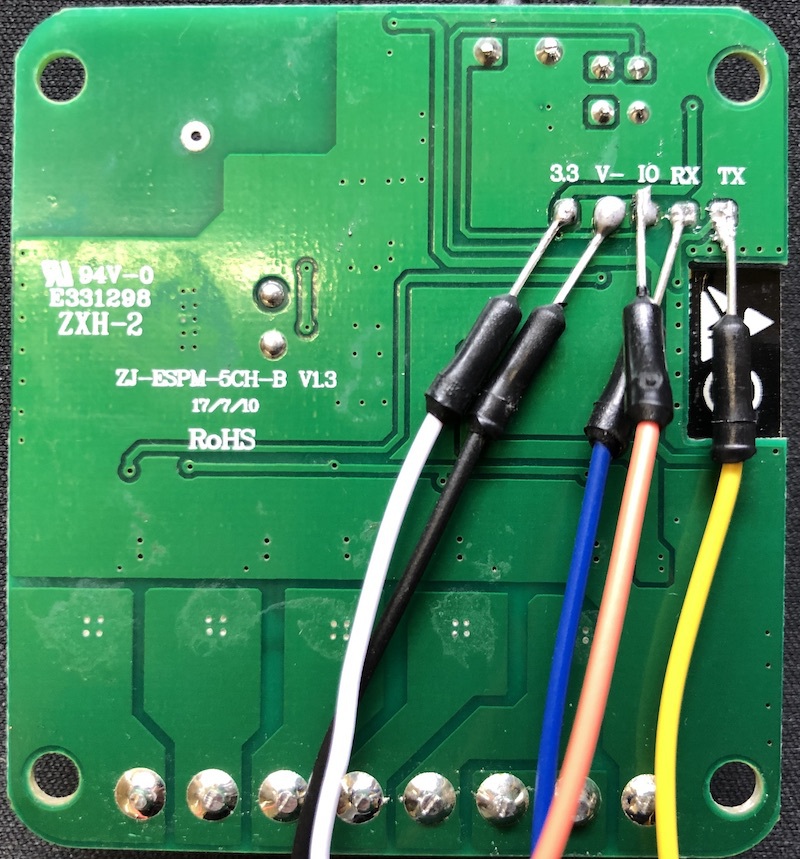 3.3 V- IO RX TX
94V-0
E331298
ZXH-2
ZJ-ESPM-5CH-B V1.3
17/7/10
RoHS